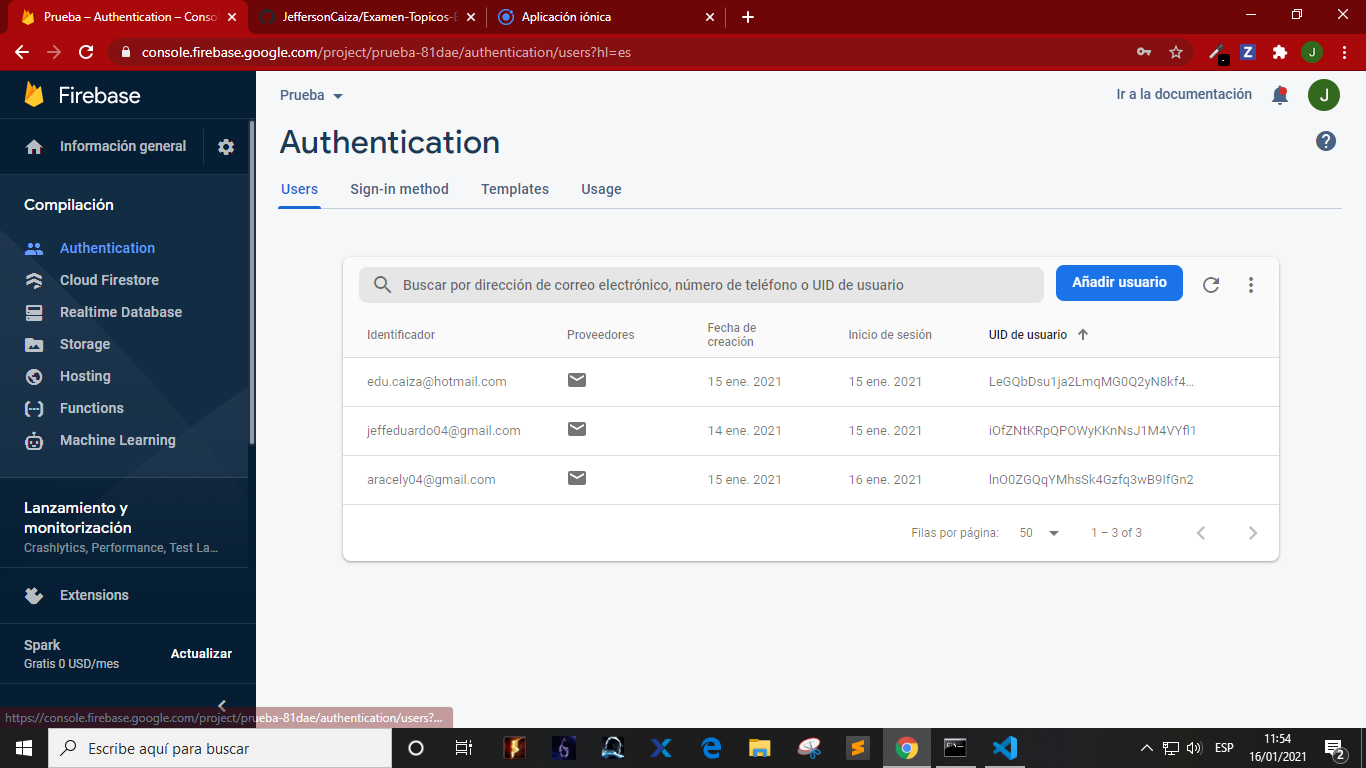 Prueba – Authentication – Conso
JeffersonCaiza/Examen-Topicos-E
Aplicación iónica
console.firebase.google.com/project/prueba-81dae/authentication/users?hl=es
Z
J
Firebase
Prueba
Ir a la documentación
J
Información general
Authentication
?
Users
Sign-in method
Templates
Usage
Compilación
Authentication
Cloud Firestore
Realtime Database
Storage
Hosting
Functions
Machine Learning
Lanzamiento y
monitorización
Crashlytics, Performance, Test La...
Extensions
Spark
Gratis 0 USD/mes
Actualizar
Buscar por dirección de correo electrónico, número de teléfono o UID de usuario
Añadir usuario
Identificador
Proveedores
Fecha de
creación
Inicio de sesión
UID de usuario
edu.caiza@hotmail.com
15 ene. 2021
15 ene. 2021
LeGQbDsu1ja2LmqMG0Q2yN8kf4...
jeffeduardo04@gmail.com
14 ene. 2021
15 ene. 2021
iOfZNtKRpQPOWyKKnNsJ1M4VYfl1
aracely04@gmail.com
15 ene. 2021
16 ene. 2021
lnO0ZGQqYMhsSk4Gzfq3wB9IfGn2
Filas por página:
50
1 – 3 of 3
https://console.firebase.google.com/project/prueba-81dae/authentication/users?...
Escribe aquí para buscar
ESP
11:54
16/01/2021
2